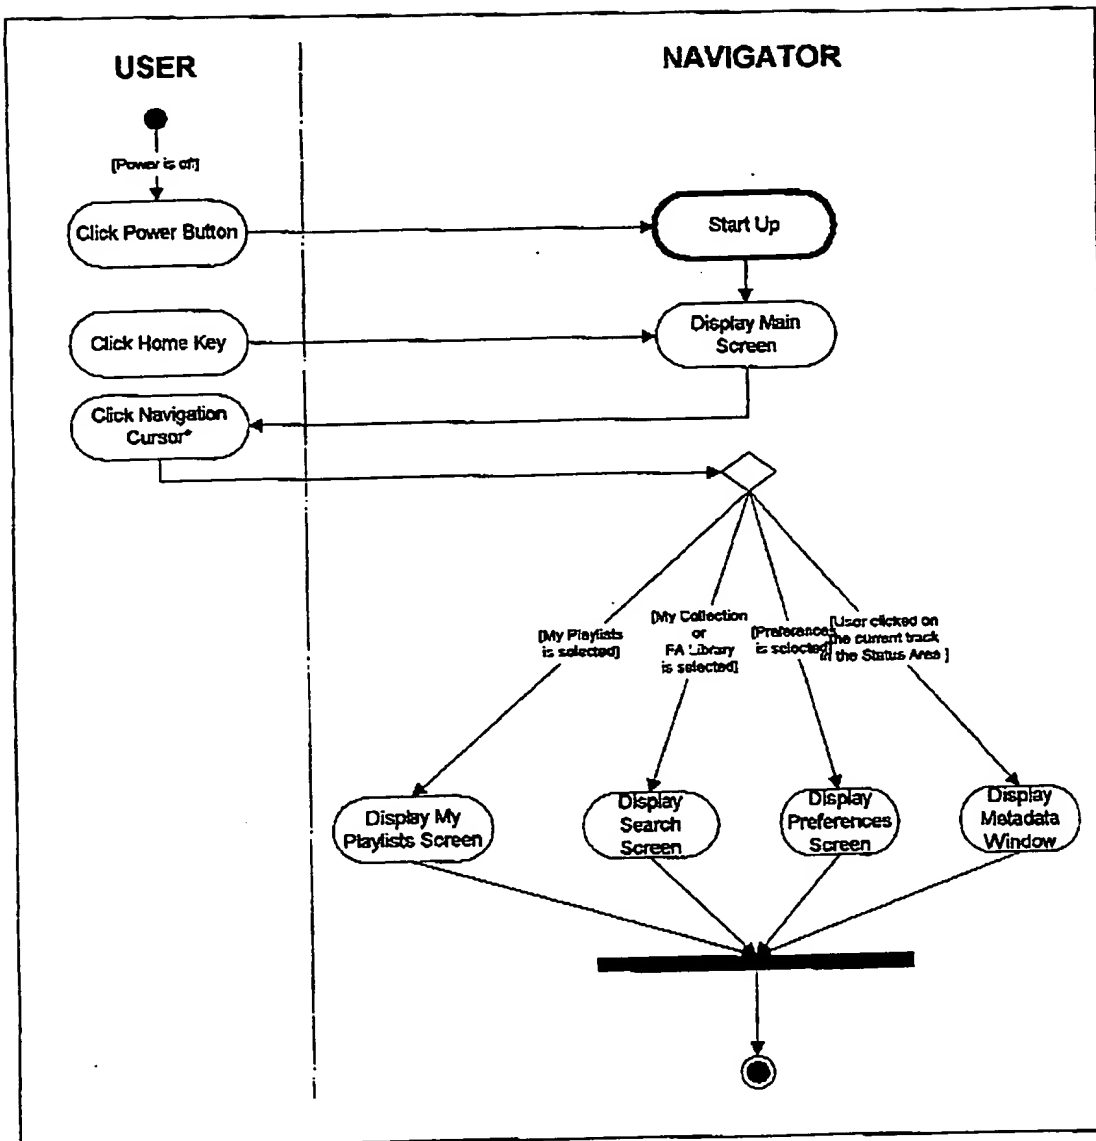 USER
NAVIGATOR
[Power is off]
Click Power Button
Start Up
Click Home Key
Display Main
Screen
Click Navigation
Cursor*
[My Playlists
is selected]
[My Collection
or
FA Library
is selected]
[Preferences
is selected]
[User clicked on
the current track
in the Status Area ]
Display My
Playlists Screen
Display
Search
Screen
Display
Preferences
Screen
Display
Metadata
Window